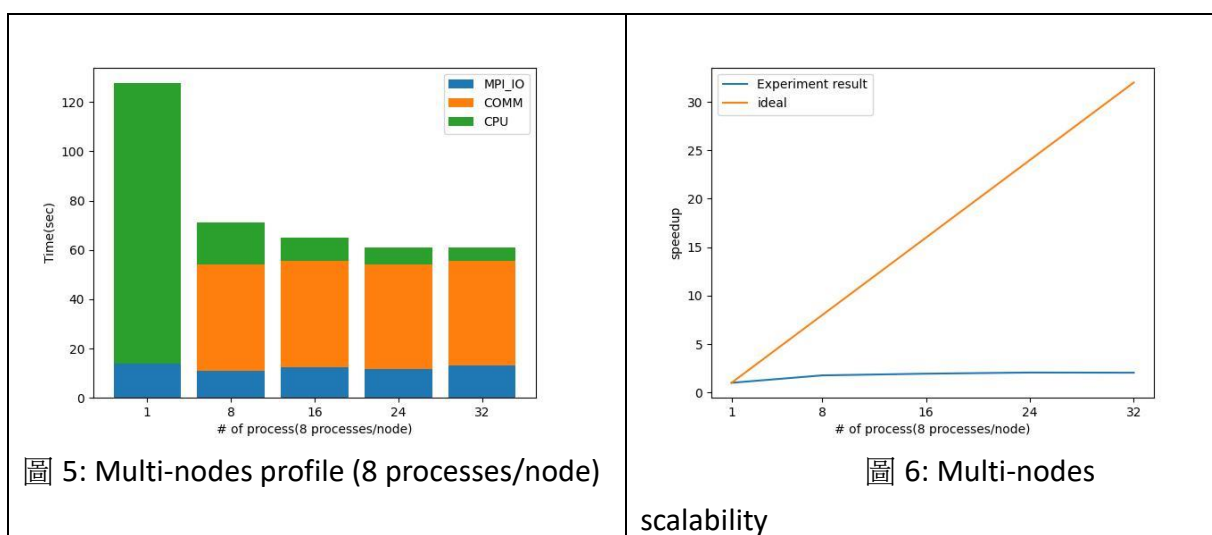 120
100
80
60
40
20
0
Time(sec)
MPI_IO
COMM
CPU
1 8 16 24 32
# of process(8 processes/node)
圖 5: Multi-nodes profile (8 processes/node)
30
25
20
15
10
5
0
speedup
Experiment result
ideal
1 8 16 24 32
# of process(8 processes/node)
圖 6: Multi-nodes
scalability